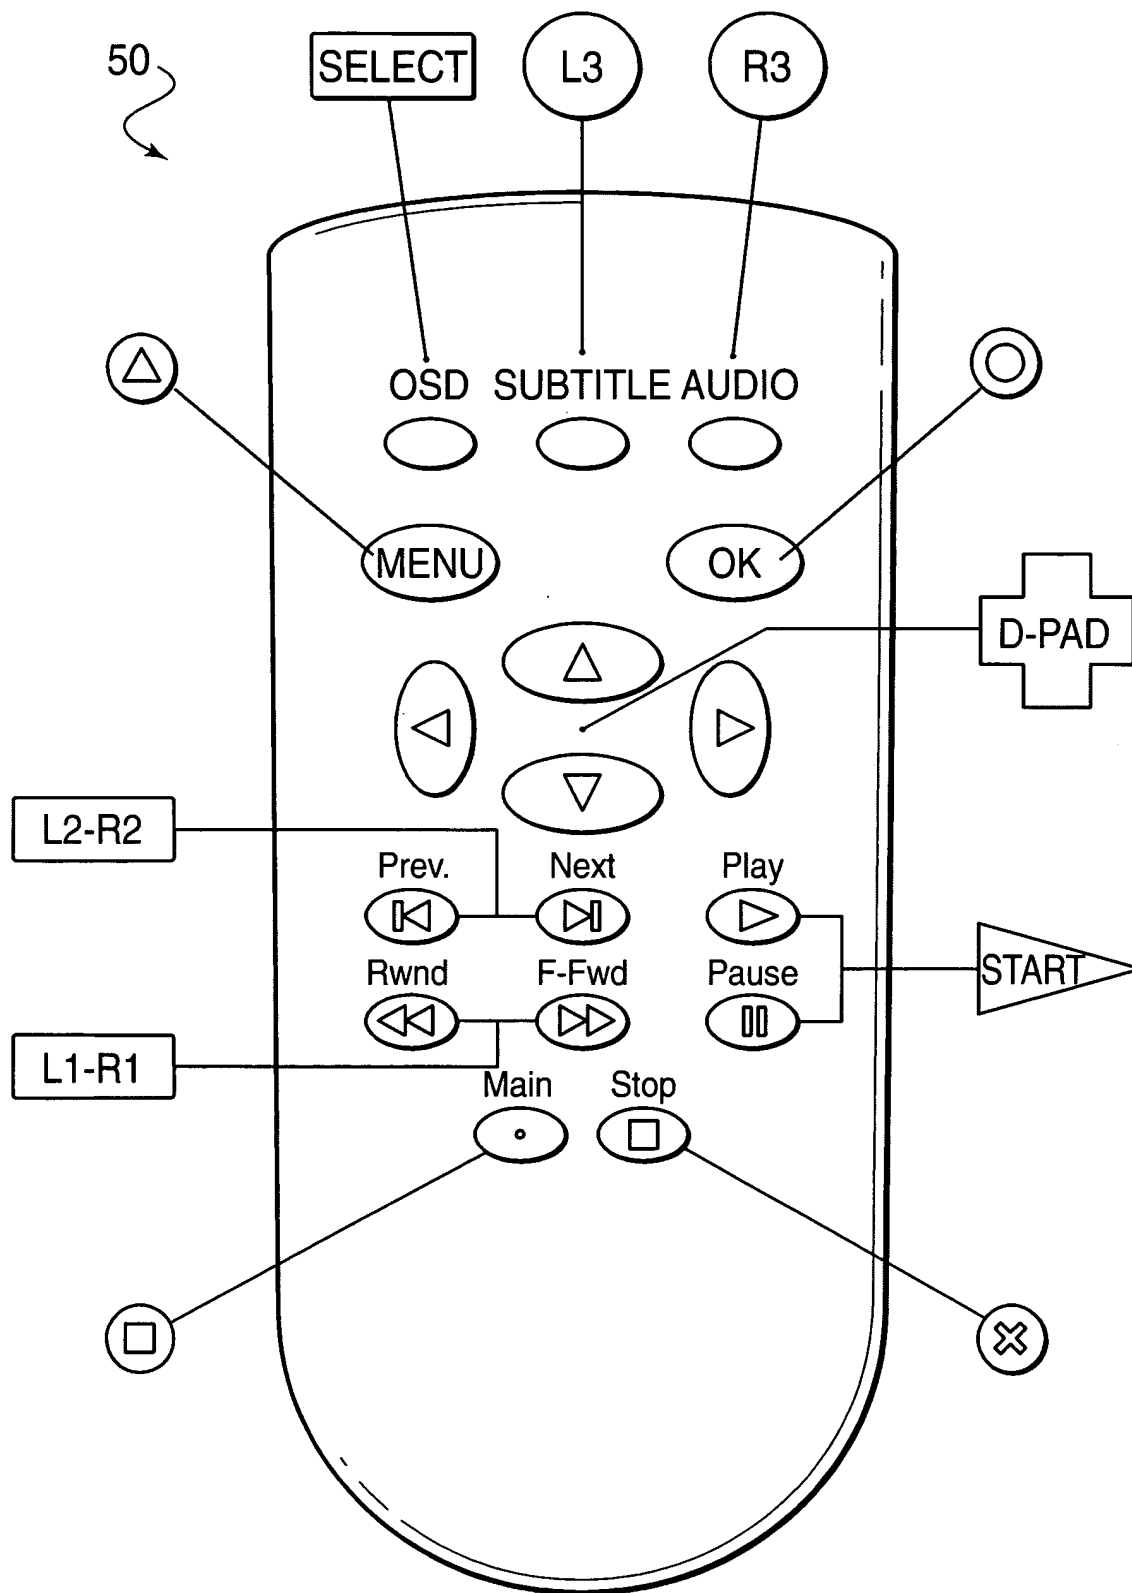 50
SELECT
L3
R3
OSD
SUBTITLE
AUDIO
MENU
OK
D-PAD
L2-R2
Prev.
Next
Play
Rwnd
F-Fwd
Pause
START
L1-R1
Main
Stop